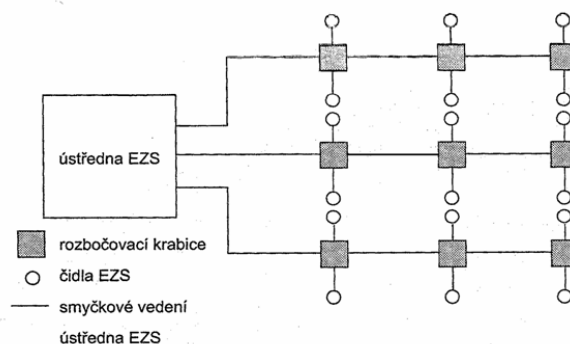 ústředna EZS
rozbočovací krabice
čidla EZS
smyčkové vedení
ústředna EZS